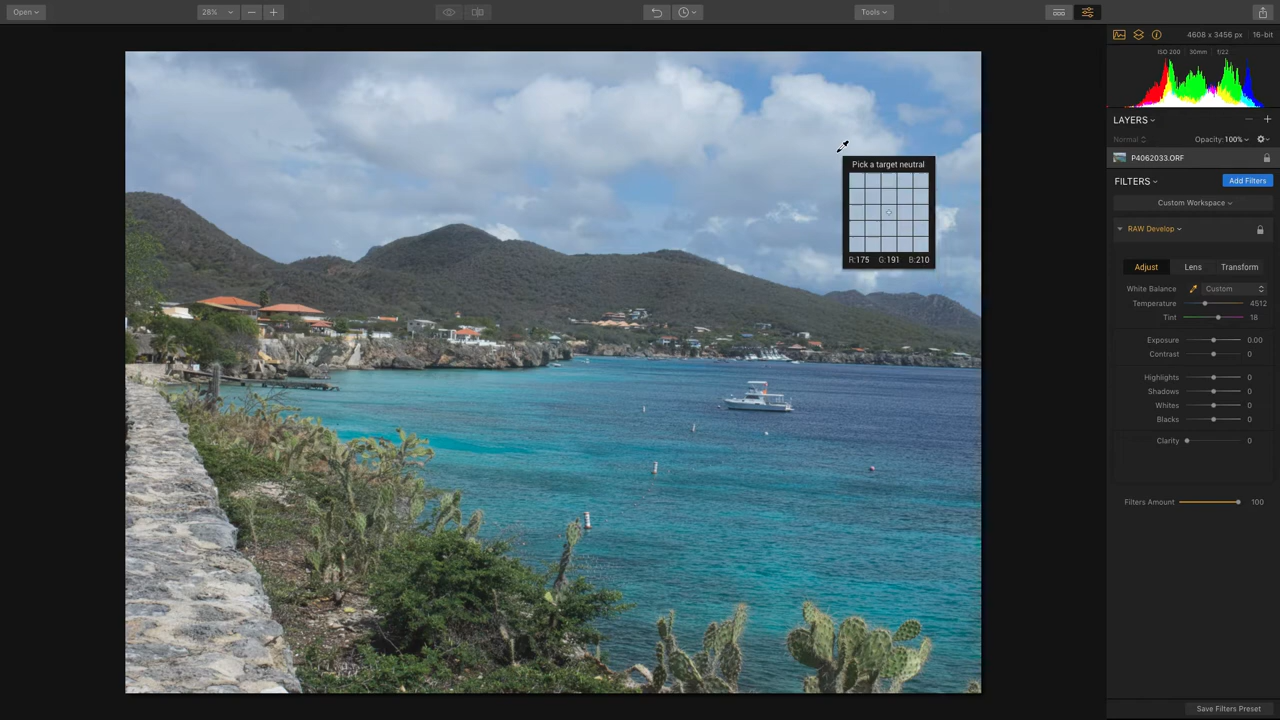 Open
28%
Tools
4608 x 3456 px 16-bit
ISO 200 30mm f/22
LAYERS
Normal Opacity:100%
P4062033.ORF
FILTERS Add Filters
Custom Workspace
RAW Develop
Adjust Lens Transform
White Balance Custom
Temperature 4512
Tint 18
Exposure 0.00
Contrast 0
Highlights 0
Shadows 0
Whites 0
Blacks 0
Clarity 0
Filters Amount 100
Save Filters Preset
Pick a target neutral
R:175 G:191 B:210